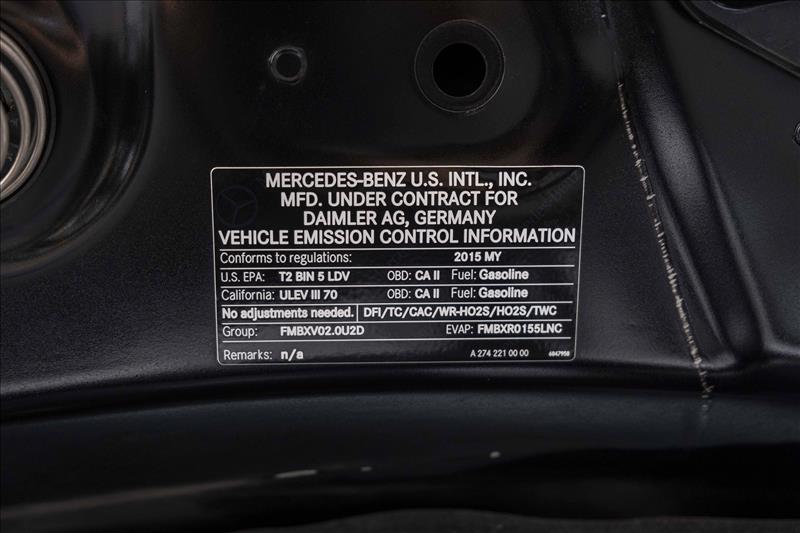 MERCEDES-BENZ U.S. INTL., INC.
MFD. UNDER CONTRACT FOR
DAIMLER AG, GERMANY
VEHICLE EMISSION CONTROL INFORMATION
Conforms to regulations: 2015 MY
U.S. EPA: T2 BIN 5 LDV OBD: CA II Fuel: Gasoline
California: ULEV III 70 OBD: CA II Fuel: Gasoline
No adjustments needed. DFI/TC/CAC/WR-HO2S/HO2S/TWC
Group: FMBXV02.0U2D EVAP: FMBXR0155LNC
Remarks: n/a A 274 221 00 00 6847958